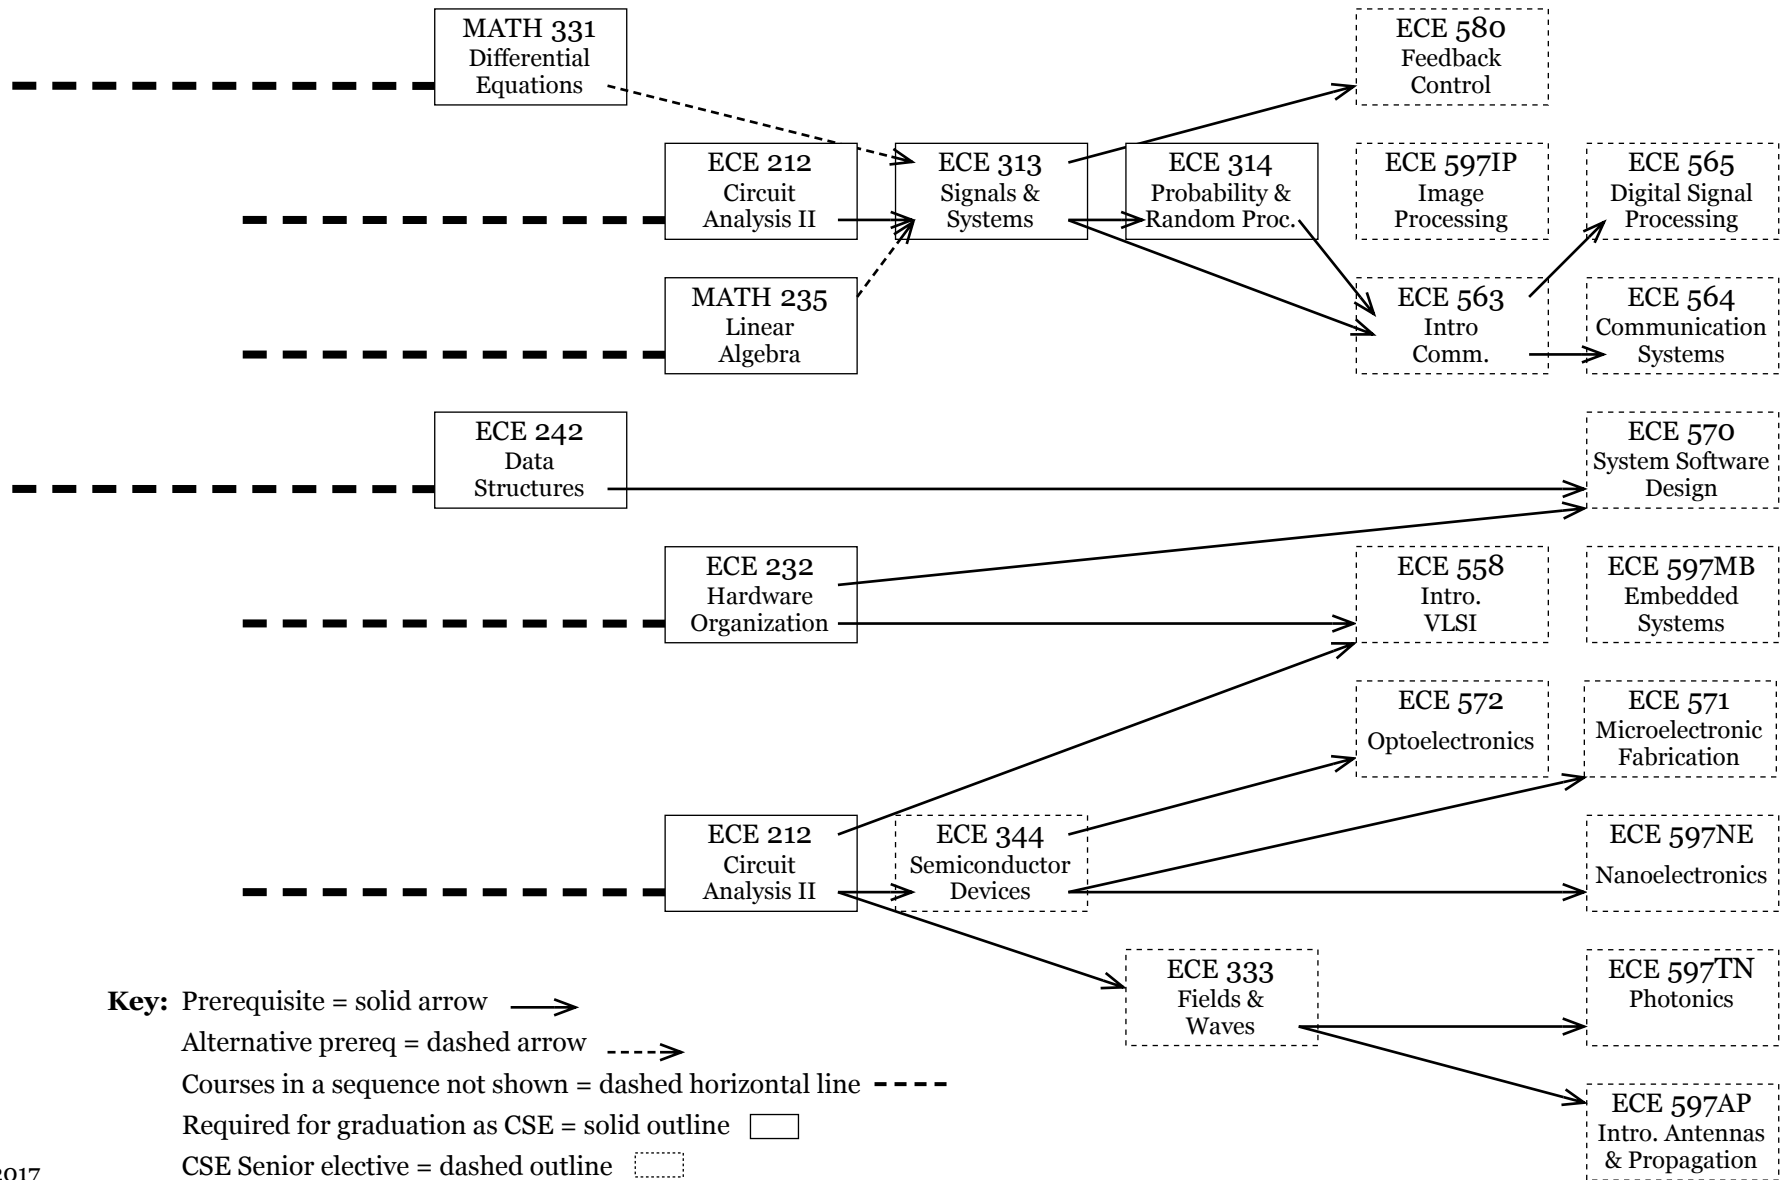 MATH 331
Differential
Equations
ECE 580
Feedback
Control
ECE 212
Circuit
Analysis II
ECE 313
Signals &
Systems
ECE 314
Probability &
Random Proc.
ECE 597IP
Image
Processing
ECE 565
Digital Signal
Processing
MATH 235
Linear
Algebra
ECE 563
Intro
Comm.
ECE 564
Communication
Systems
ECE 242
Data
Structures
ECE 570
System Software
Design
ECE 232
Hardware
Organization
ECE 558
Intro.
VLSI
ECE 597MB
Embedded
Systems
ECE 572
Optoelectronics
ECE 571
Microelectronic
Fabrication
ECE 212
Circuit
Analysis II
ECE 344
Semiconductor
Devices
ECE 597NE
Nanoelectronics
ECE 333
Fields &
Waves
ECE 597TN
Photonics
ECE 597AP
Intro. Antennas
& Propagation
Key: Prerequisite = solid arrow
Alternative prereq = dashed arrow
Courses in a sequence not shown = dashed horizontal line
Required for graduation as CSE = solid outline
CSE Senior elective = dashed outline